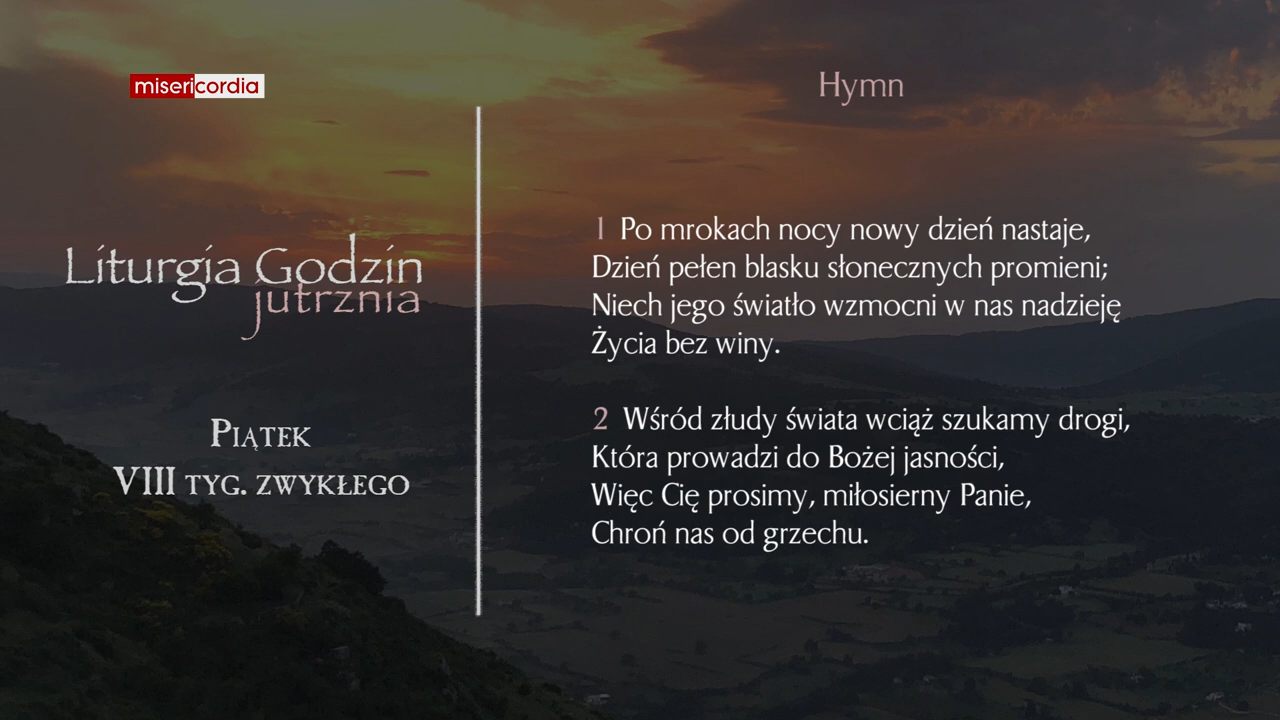 misericordia
Liturgia Godzin
jutrznia
Piątek
VIII tyg. zwykłego
Hymn
1 Po mrokach nocy nowy dzień nastaje,
Dzień pełen blasku słonecznych promieni;
Niech jego światło wzmocni w nas nadzieję
Życia bez winy.
2 Wśród złudy świata wciąż szukamy drogi,
Która prowadzi do Bożej jasności,
Więc Cię prosimy, miłosierny Panie,
Chroń nas od grzechu.